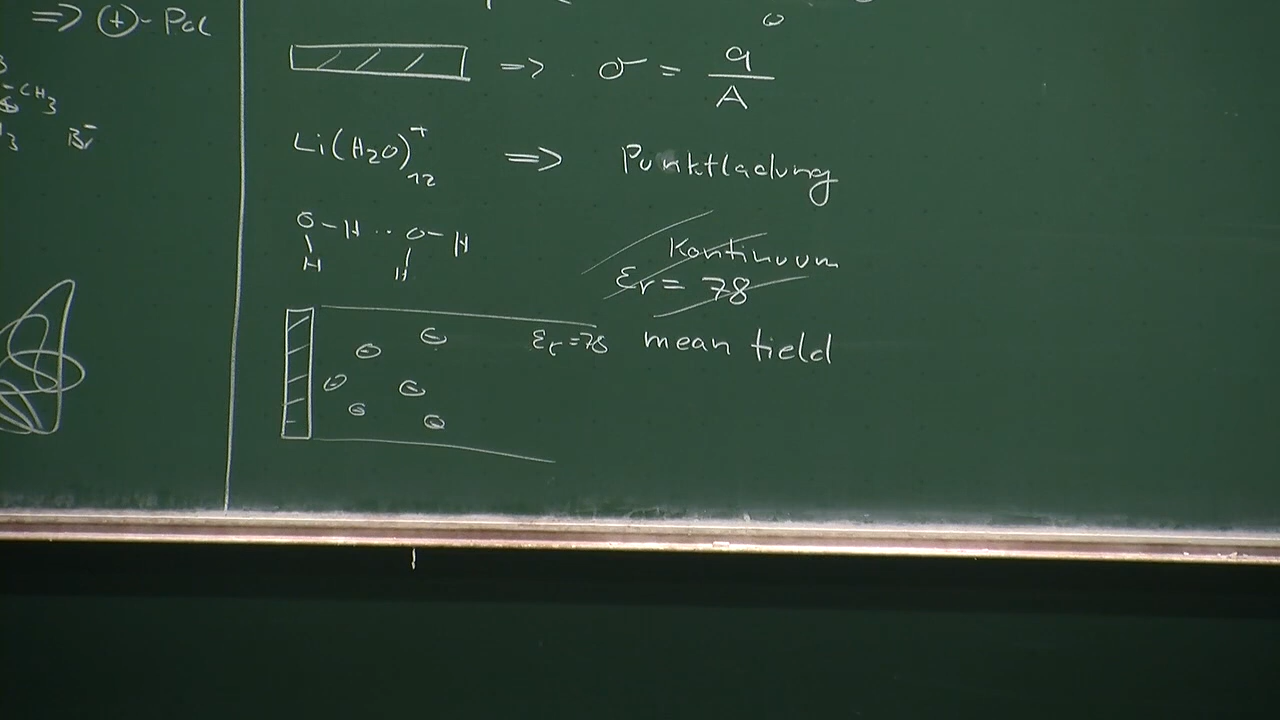 => ⊕-Pol
CH3
Br-
=> σ = q/A
Li(H2O)12+ => Punktladung
O-H ·· O-H
H H
Kontinuum
εr = 78
εr=78 mean field
⊖ ⊖
⊖ ⊖
⊖ ⊖